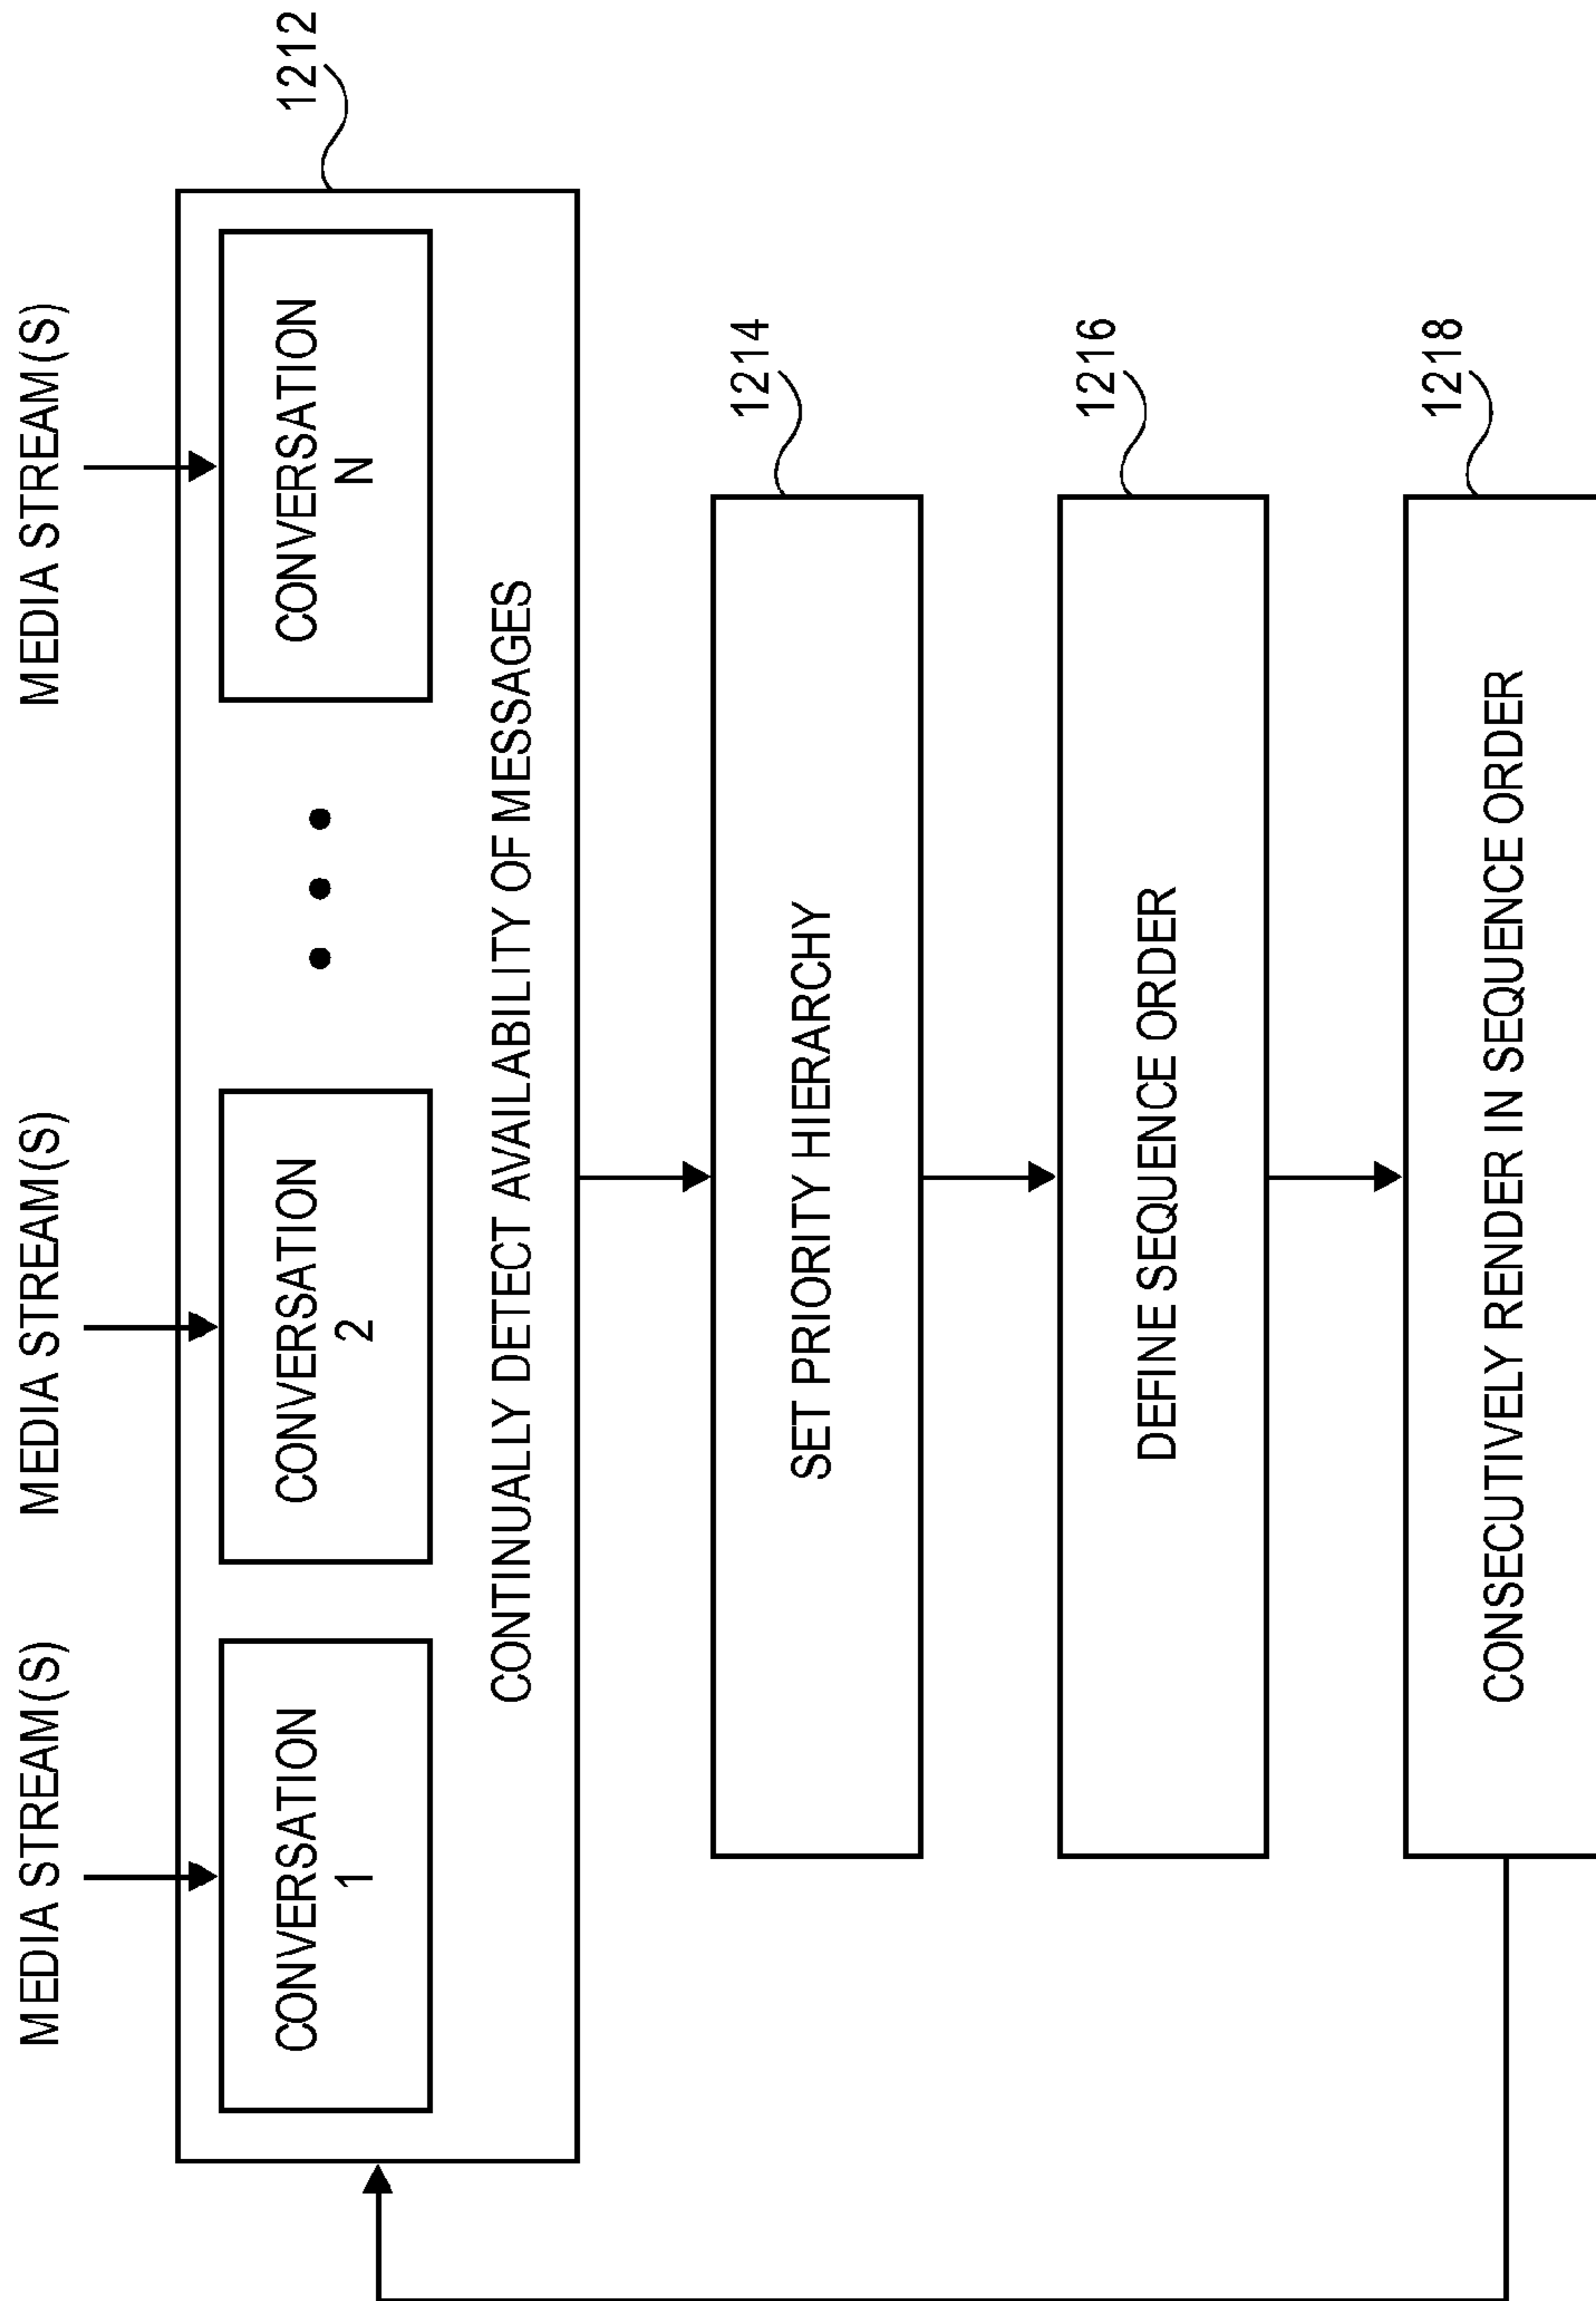 MEDIA STREAM(S)
MEDIA STREAM(S)
MEDIA STREAM(S)
1212
CONVERSATION
1
CONVERSATION
2
CONVERSATION
N
CONTINUALLY DETECT AVAILABILITY OF MESSAGES
1214
SET PRIORITY HIERARCHY
1216
DEFINE SEQUENCE ORDER
1218
CONSECUTIVELY RENDER IN SEQUENCE ORDER